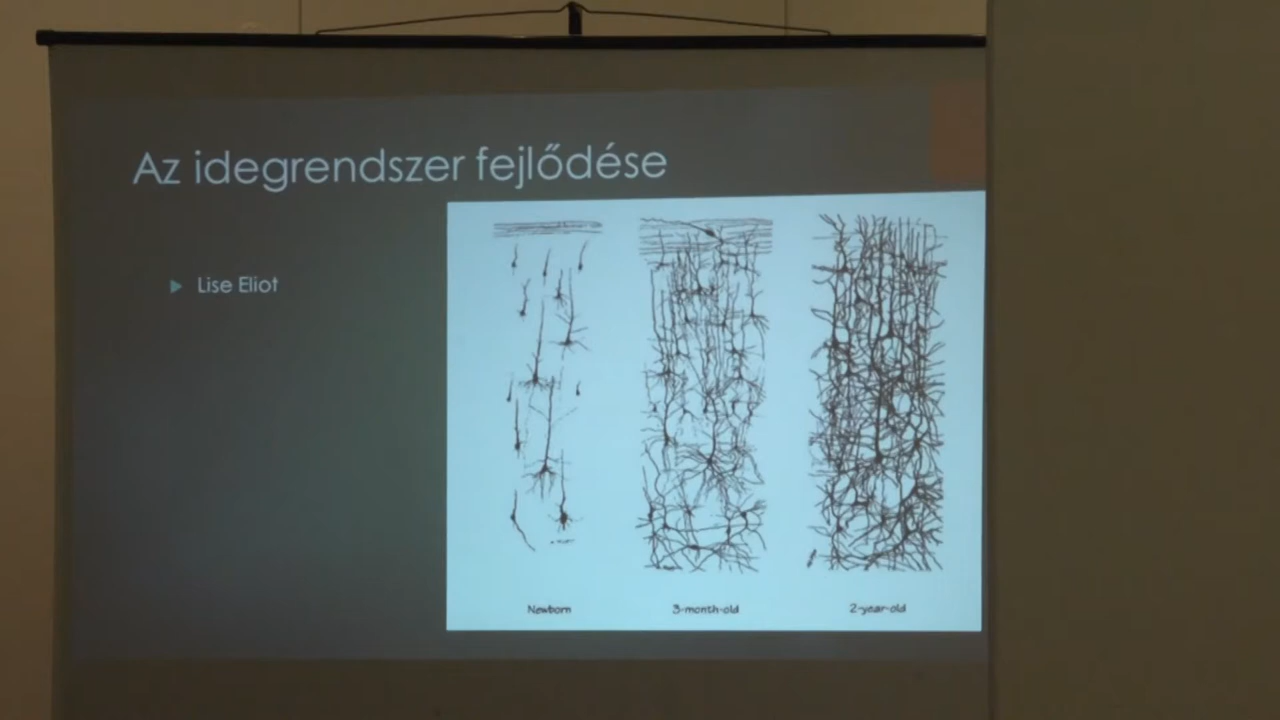 Az idegrendszer fejlődése
Lise Eliot
Newborn
3-month-old
2-year-old